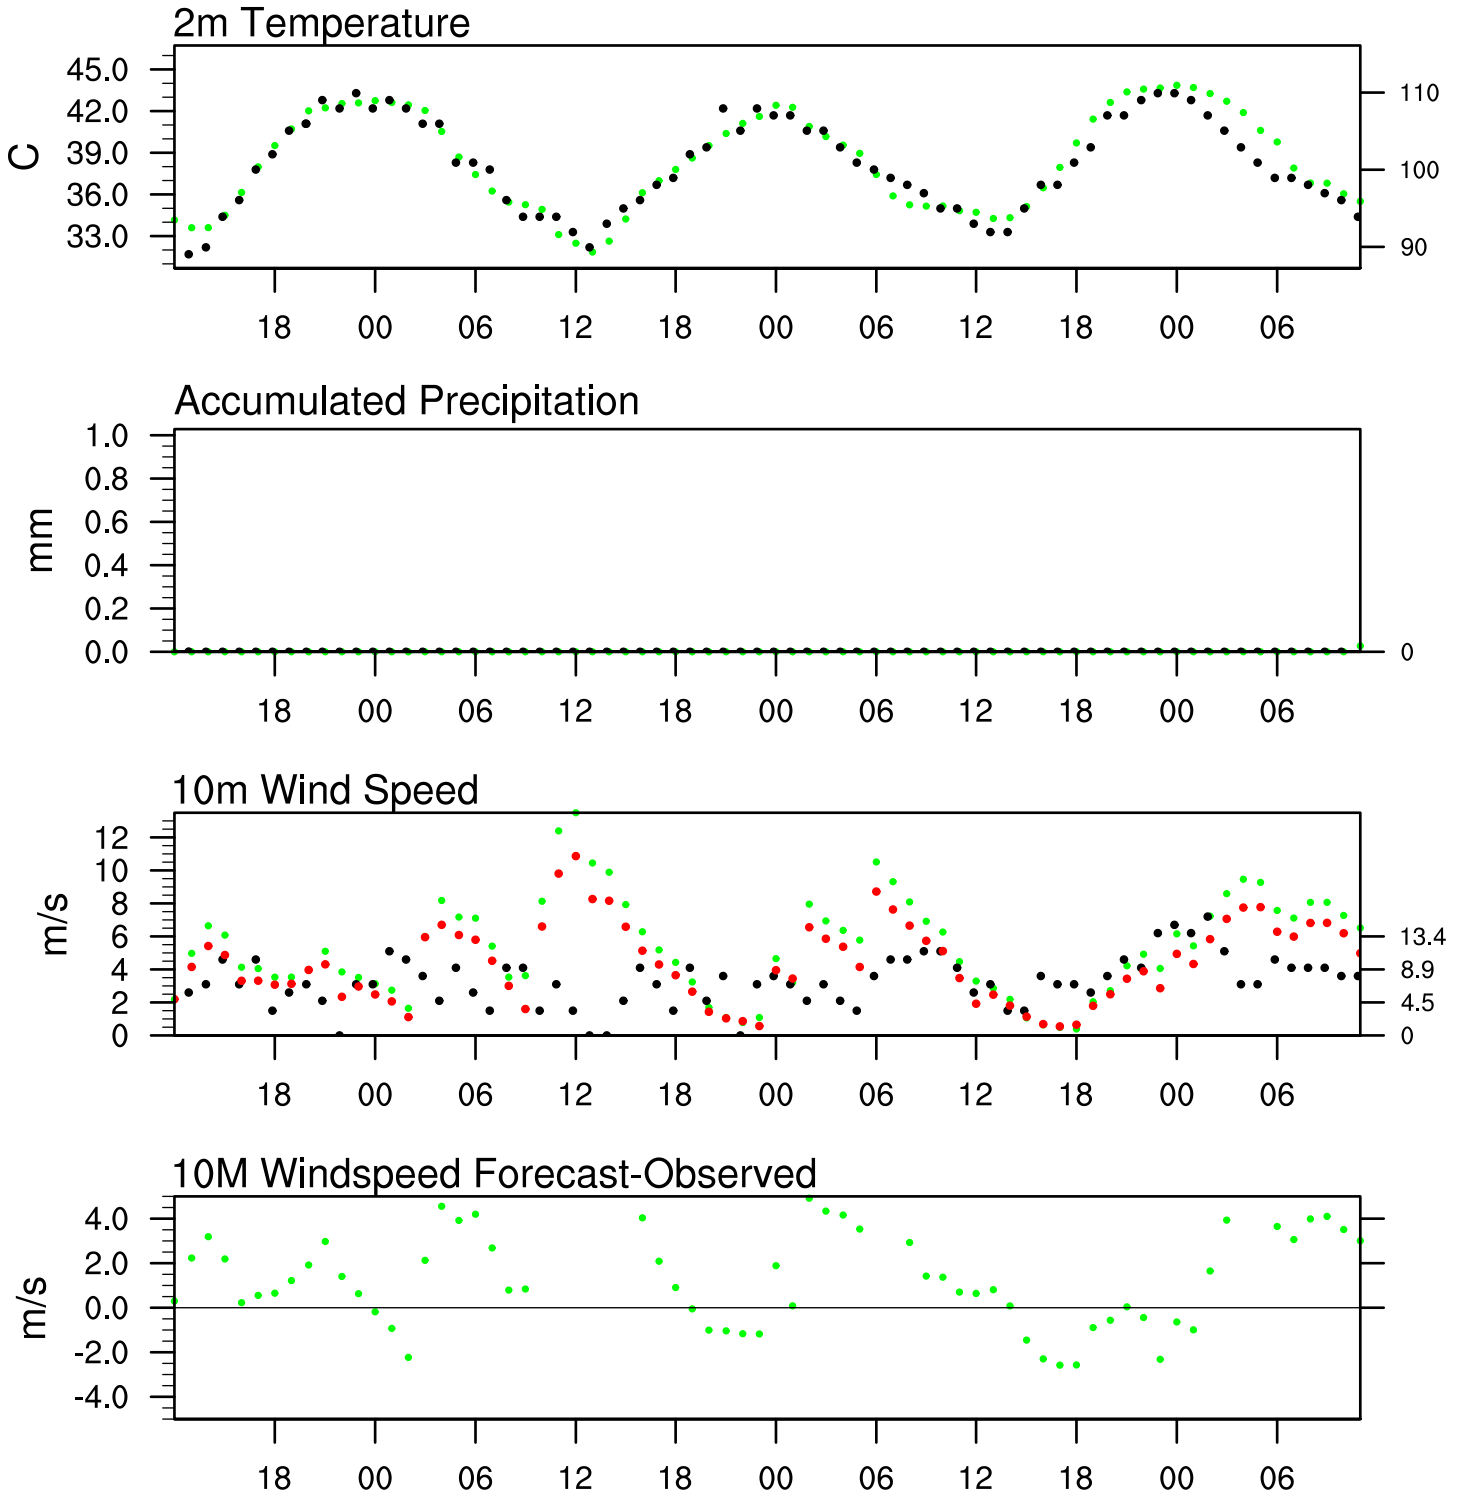 2m Temperature
45.0
42.0
39.0
36.0
33.0
C
110
100
90
18 00 06 12 18 00 06 12 18 00 06
Accumulated Precipitation
1.0
0.8
0.6
0.4
0.2
0.0
mm
0
18 00 06 12 18 00 06 12 18 00 06
10m Wind Speed
12
10
8
6
4
2
0
m/s
13.4
8.9
4.5
0
18 00 06 12 18 00 06 12 18 00 06
10M Windspeed Forecast-Observed
4.0
2.0
0.0
-2.0
-4.0
m/s
18 00 06 12 18 00 06 12 18 00 06